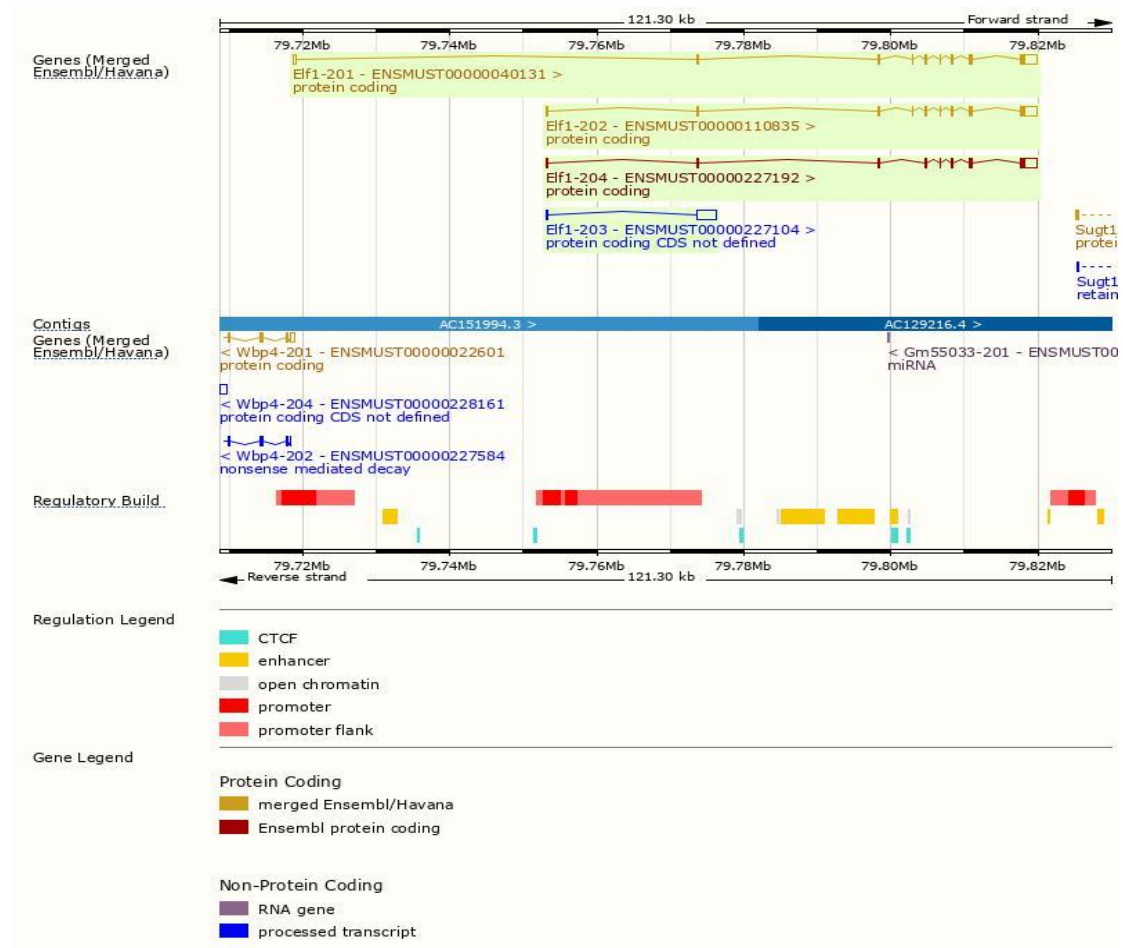 121.30 kb Forward strand
79.72Mb 79.74Mb 79.76Mb 79.78Mb 79.80Mb 79.82Mb
Genes (Merged
Ensembl/Havana)
Elf1-201 - ENSMUST00000040131 >
protein coding
Elf1-202 - ENSMUST00000110835 >
protein coding
Elf1-204 - ENSMUST00000227192 >
protein coding
Elf1-203 - ENSMUST00000227104 >
protein coding CDS not defined
Sugt1
protei
Sugt1
retain
Contigs AC151994.3 > AC129216.4 >
Genes (Merged
Ensembl/Havana)
< Wbp4-201 - ENSMUST00000022601 < Gm55033-201 - ENSMUST00
protein coding miRNA
< Wbp4-204 - ENSMUST00000228161
protein coding CDS not defined
< Wbp4-202 - ENSMUST00000227584
nonsense mediated decay
Regulatory Build
79.72Mb 79.74Mb 79.76Mb 79.78Mb 79.80Mb 79.82Mb
Reverse strand 121.30 kb
Regulation Legend
CTCF
enhancer
open chromatin
promoter
promoter flank
Gene Legend
Protein Coding
merged Ensembl/Havana
Ensembl protein coding
Non-Protein Coding
RNA gene
processed transcript